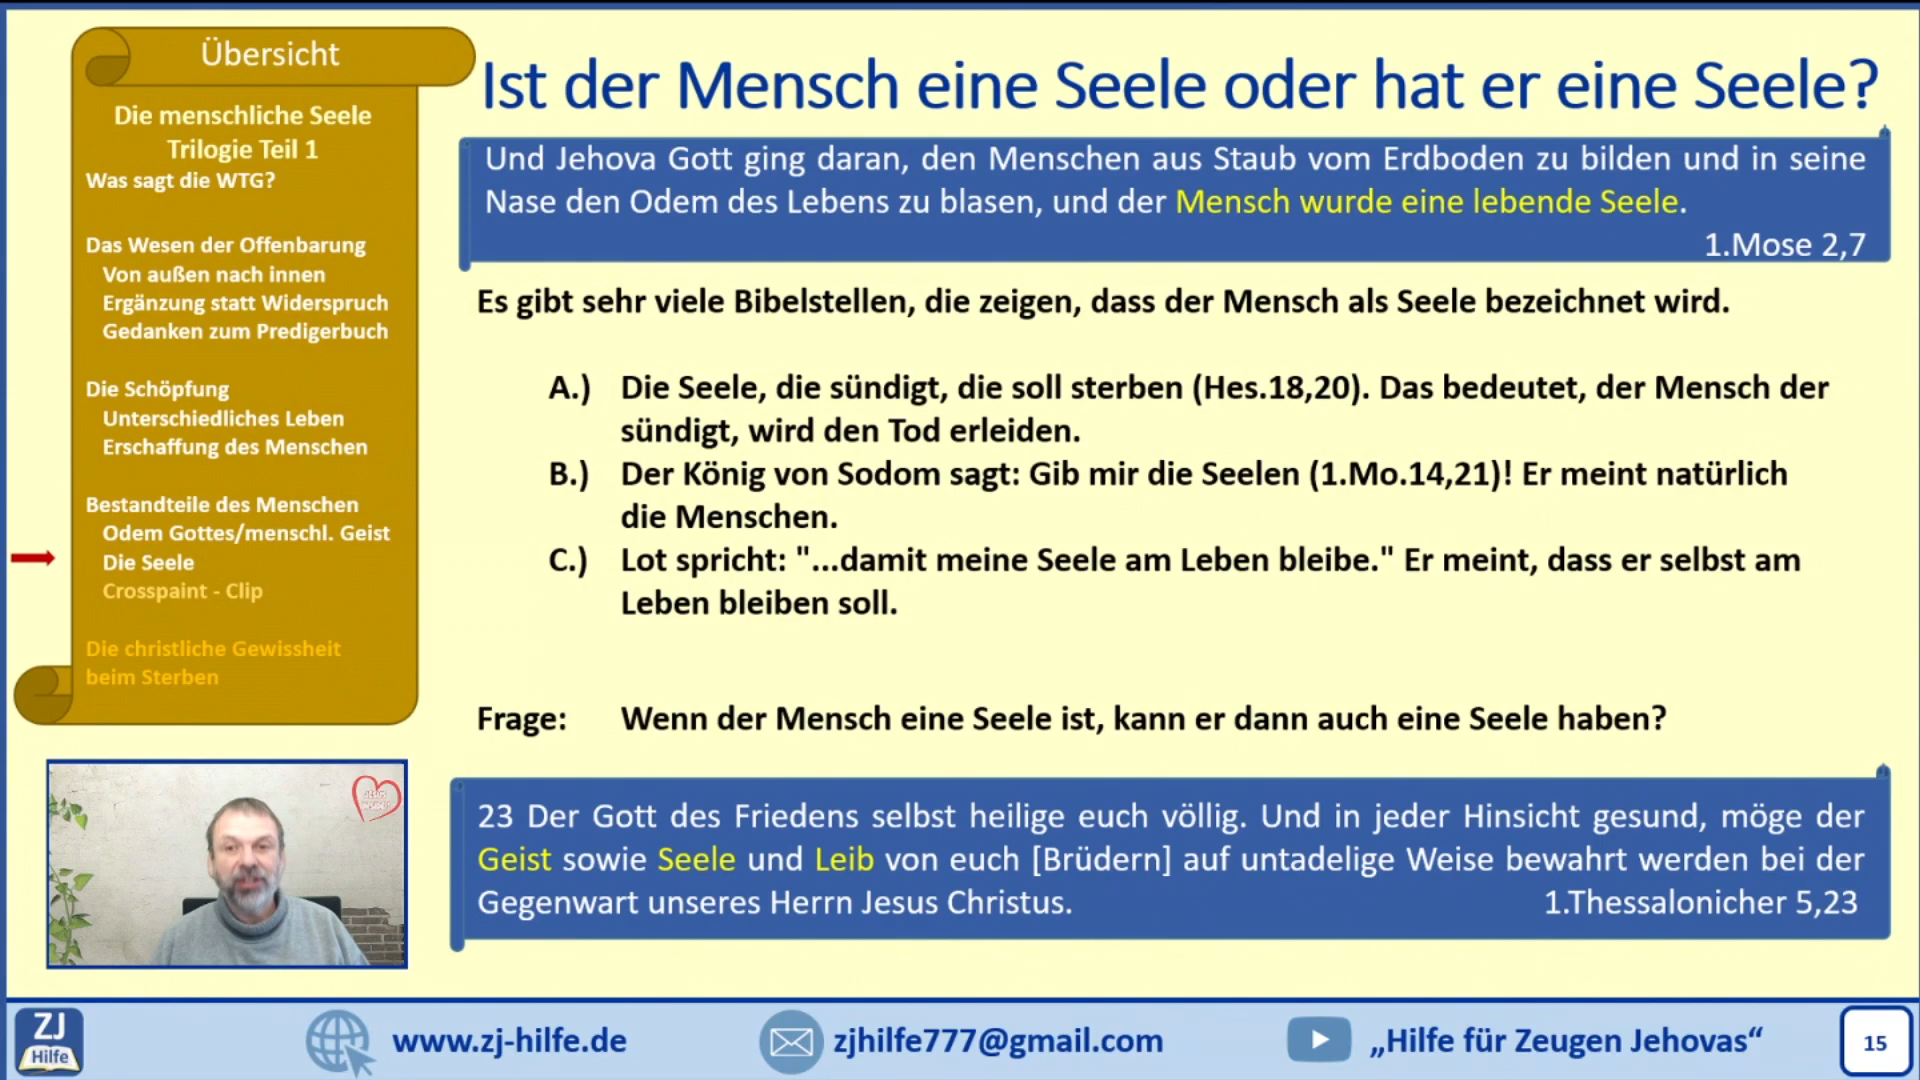 Übersicht
Die menschliche Seele
Trilogie Teil 1
Was sagt die WTG?
Das Wesen der Offenbarung
Von außen nach innen
Ergänzung statt Widerspruch
Gedanken zum Predigerbuch
Die Schöpfung
Unterschiedliches Leben
Erschaffung des Menschen
Bestandteile des Menschen
Odem Gottes/menschl. Geist
Die Seele
Crosspaint - Clip
Die christliche Gewissheit
beim Sterben
Ist der Mensch eine Seele oder hat er eine Seele?
Und Jehova Gott ging daran, den Menschen aus Staub vom Erdboden zu bilden und in seine
Nase den Odem des Lebens zu blasen, und der Mensch wurde eine lebende Seele.
1.Mose 2,7
Es gibt sehr viele Bibelstellen, die zeigen, dass der Mensch als Seele bezeichnet wird.
A.) Die Seele, die sündigt, die soll sterben (Hes.18,20). Das bedeutet, der Mensch der
sündigt, wird den Tod erleiden.
B.) Der König von Sodom sagt: Gib mir die Seelen (1.Mo.14,21)! Er meint natürlich
die Menschen.
C.) Lot spricht: "...damit meine Seele am Leben bleibe." Er meint, dass er selbst am
Leben bleiben soll.
Frage: Wenn der Mensch eine Seele ist, kann er dann auch eine Seele haben?
23 Der Gott des Friedens selbst heilige euch völlig. Und in jeder Hinsicht gesund, möge der
Geist sowie Seele und Leib von euch [Brüdern] auf untadelige Weise bewahrt werden bei der
Gegenwart unseres Herrn Jesus Christus. 1.Thessalonicher 5,23
JESUS
INSIDE!
ZJ
Hilfe
www.zj-hilfe.de
zjhilfe777@gmail.com
„Hilfe für Zeugen Jehovas“
15